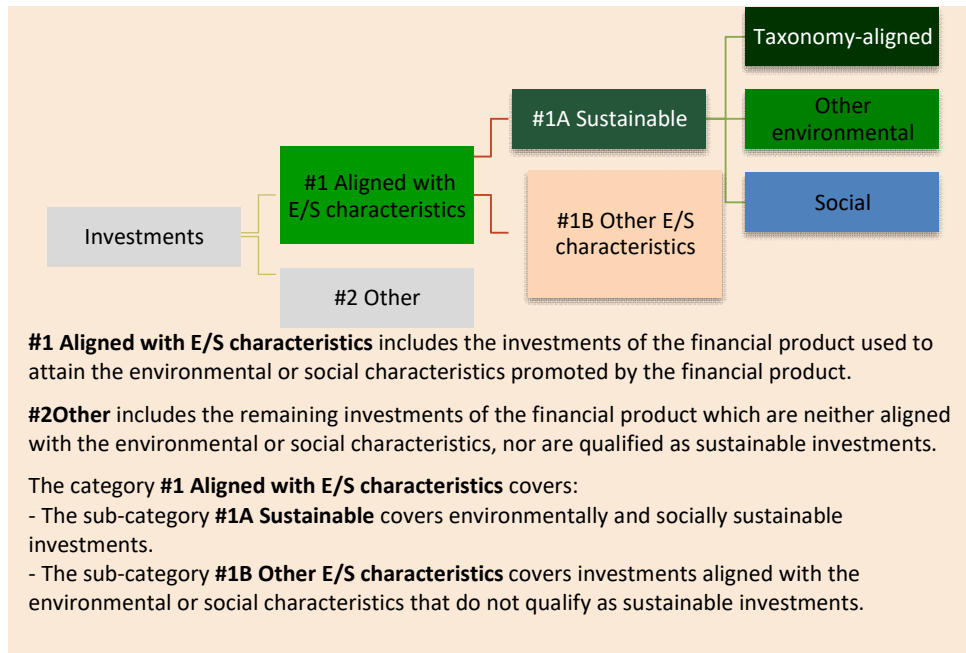 Taxonomy-aligned
#1A Sustainable
Other
environmental
#1 Aligned with
E/S characteristics
Social
#1B Other E/S
characteristics
Investments
#2 Other
#1 Aligned with E/S characteristics includes the investments of the financial product used to
attain the environmental or social characteristics promoted by the financial product.
#2Other includes the remaining investments of the financial product which are neither aligned
with the environmental or social characteristics, nor are qualified as sustainable investments.
The category #1 Aligned with E/S characteristics covers:
- The sub-category #1A Sustainable covers environmentally and socially sustainable
investments.
- The sub-category #1B Other E/S characteristics covers investments aligned with the
environmental or social characteristics that do not qualify as sustainable investments.